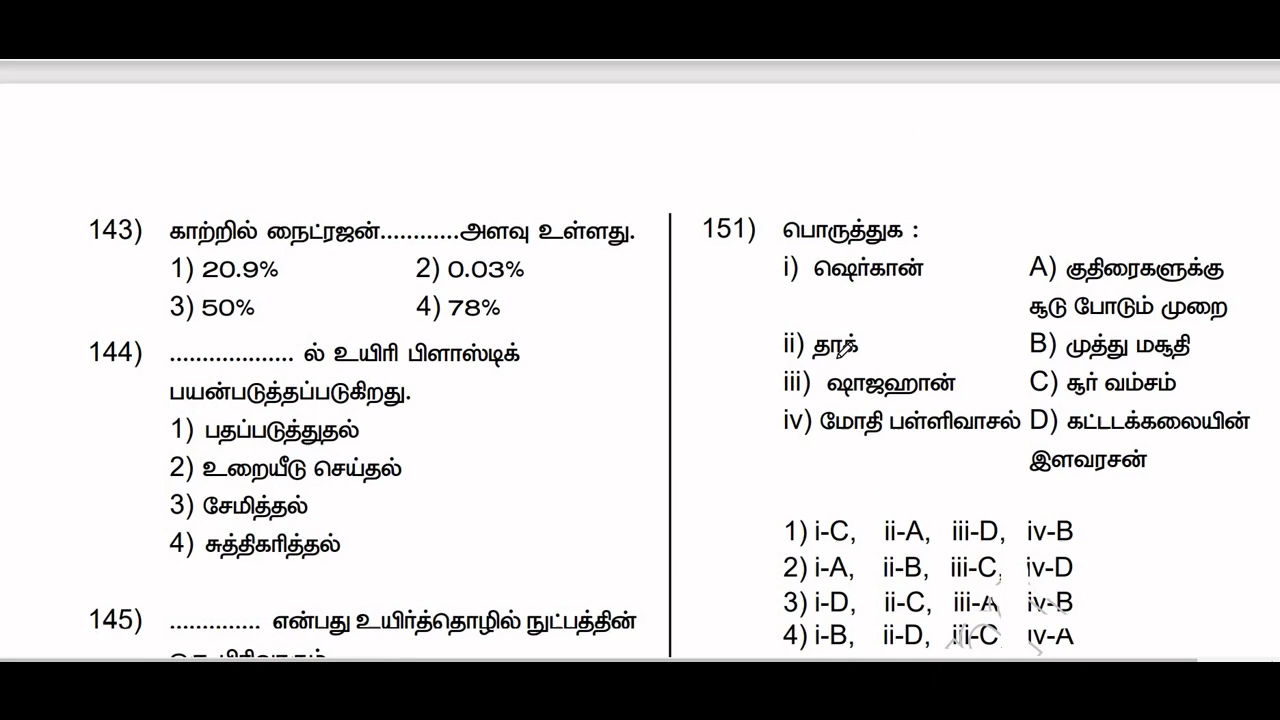 143) காற்றில் நைட்ரஜன்............அளவு உள்ளது.
1) 20.9% 2) 0.03%
3) 50% 4) 78%
144) ................... ல் உயிரி பிளாஸ்டிக்
பயன்படுத்தப்படுகிறது.
1) பதப்படுத்துதல்
2) உறையீடு செய்தல்
3) சேமித்தல்
4) சுத்திகரித்தல்
145) .............. என்பது உயிர்த்தொழில் நுட்பத்தின்
151) பொருத்துக :
i) ஷெர்கான் A) குதிரைகளுக்கு
சூடு போடும் முறை
ii) தாக் B) முத்து மசூதி
iii) ஷாஜஹான் C) சூர் வம்சம்
iv) மோதி பள்ளிவாசல் D) கட்டடக்கலையின்
இளவரசன்
1) i-C, ii-A, iii-D, iv-B
2) i-A, ii-B, iii-C, iv-D
3) i-D, ii-C, iii-A iv-B
4) i-B, ii-D, iii-C iv-A